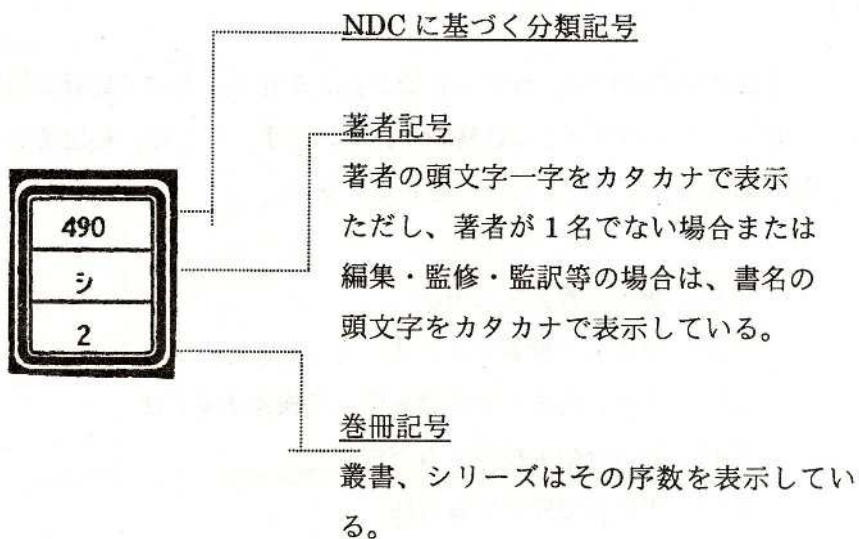 NDCに基づく分類記号
著者記号
著者の頭文字一字をカタカナで表示
ただし、著者が1名でない場合または
編集・監修・監訳等の場合は、書名の
頭文字をカタカナで表示している。
490
シ
2
巻冊記号
叢書、シリーズはその序数を表示してい
る。